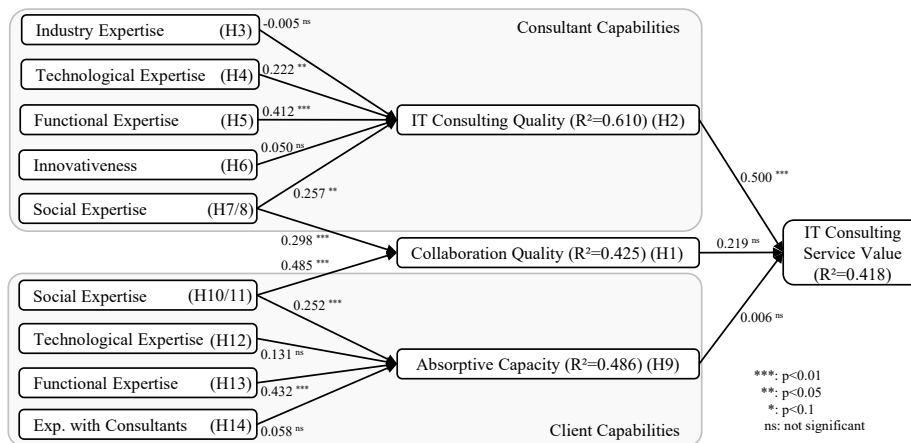 Industry Expertise (H3)
-0.005 ns
Consultant Capabilities
Technological Expertise (H4)
0.222 **
Functional Expertise (H5)
0.412 ***
IT Consulting Quality (R²=0.610) (H2)
Innovativeness (H6)
0.050 ns
Social Expertise (H7/8)
0.257 **
0.500 ***
0.298 ***
Collaboration Quality (R²=0.425) (H1)
0.219 ns
IT Consulting
Service Value
(R²=0.418)
0.485 ***
Social Expertise (H10/11)
0.252 ***
0.006 ns
Technological Expertise (H12)
0.131 ns
Absorptive Capacity (R²=0.486) (H9)
Functional Expertise (H13)
0.432 ***
Exp. with Consultants (H14)
0.058 ns
Client Capabilities
***: p<0.01
**: p<0.05
*: p<0.1
ns: not significant